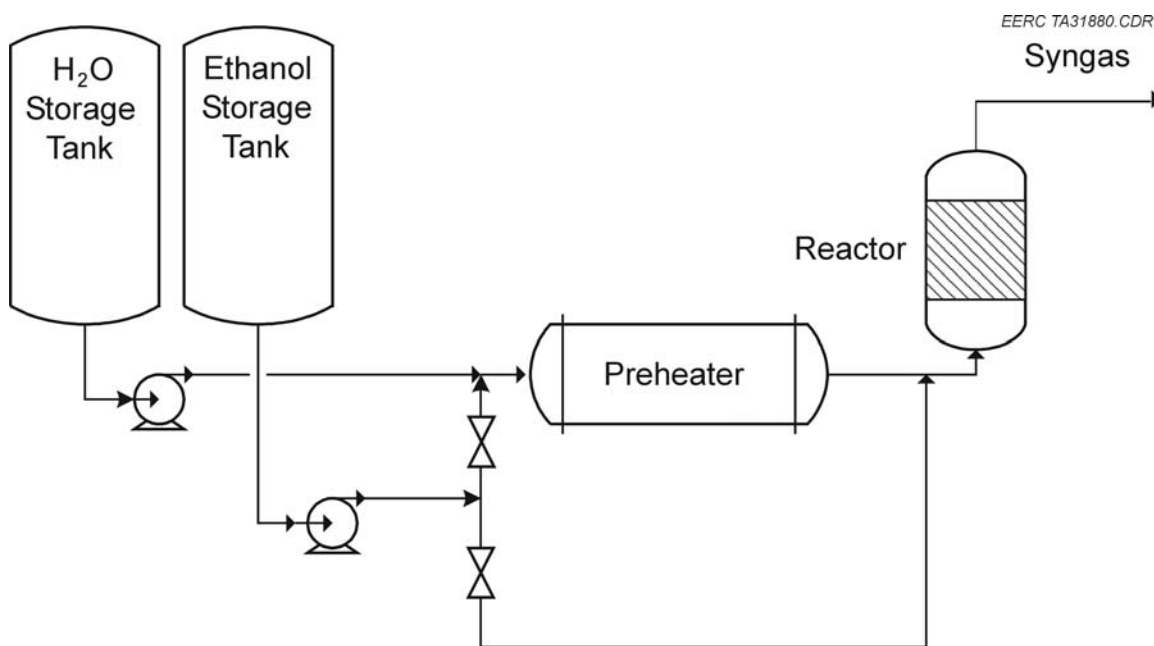 EERC TA31880.CDR
Syngas
H₂O
Storage
Tank
Ethanol
Storage
Tank
Reactor
Preheater